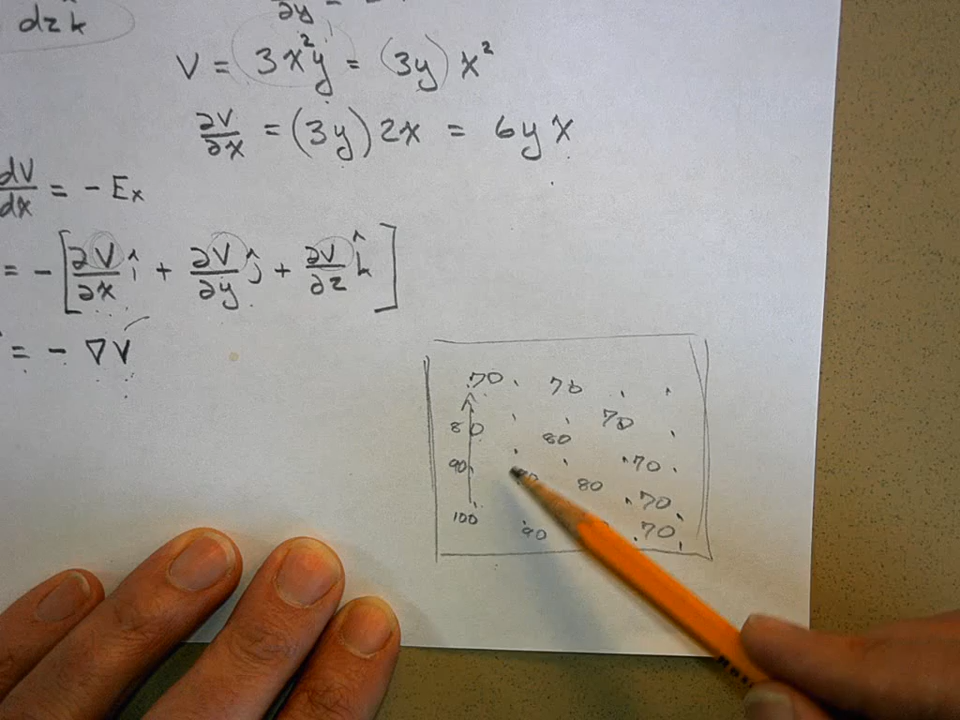 dz k̂
∂y = -
V = 3x²y = (3y) x²
∂V/∂x = (3y) 2x = 6yx
dV/dx = - Ex
= - [∂V/∂x î + ∂V/∂y ĵ + ∂V/∂z k̂]
= - ∇V
70 70
80 80 70
90 80 70
70
100 90 70